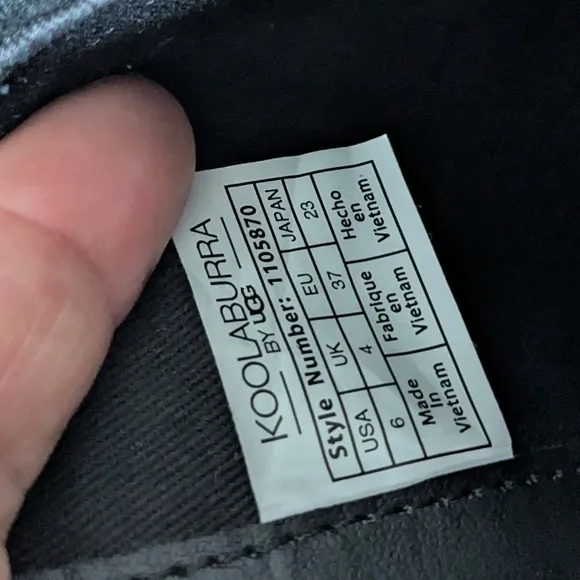 KOOLABURRA
BY UGG
Style Number: 1105870
USA UK EU JAPAN
6 4 37 23
Made In Vietnam
Fabrique en Vietnam
Hecho en Vietnam